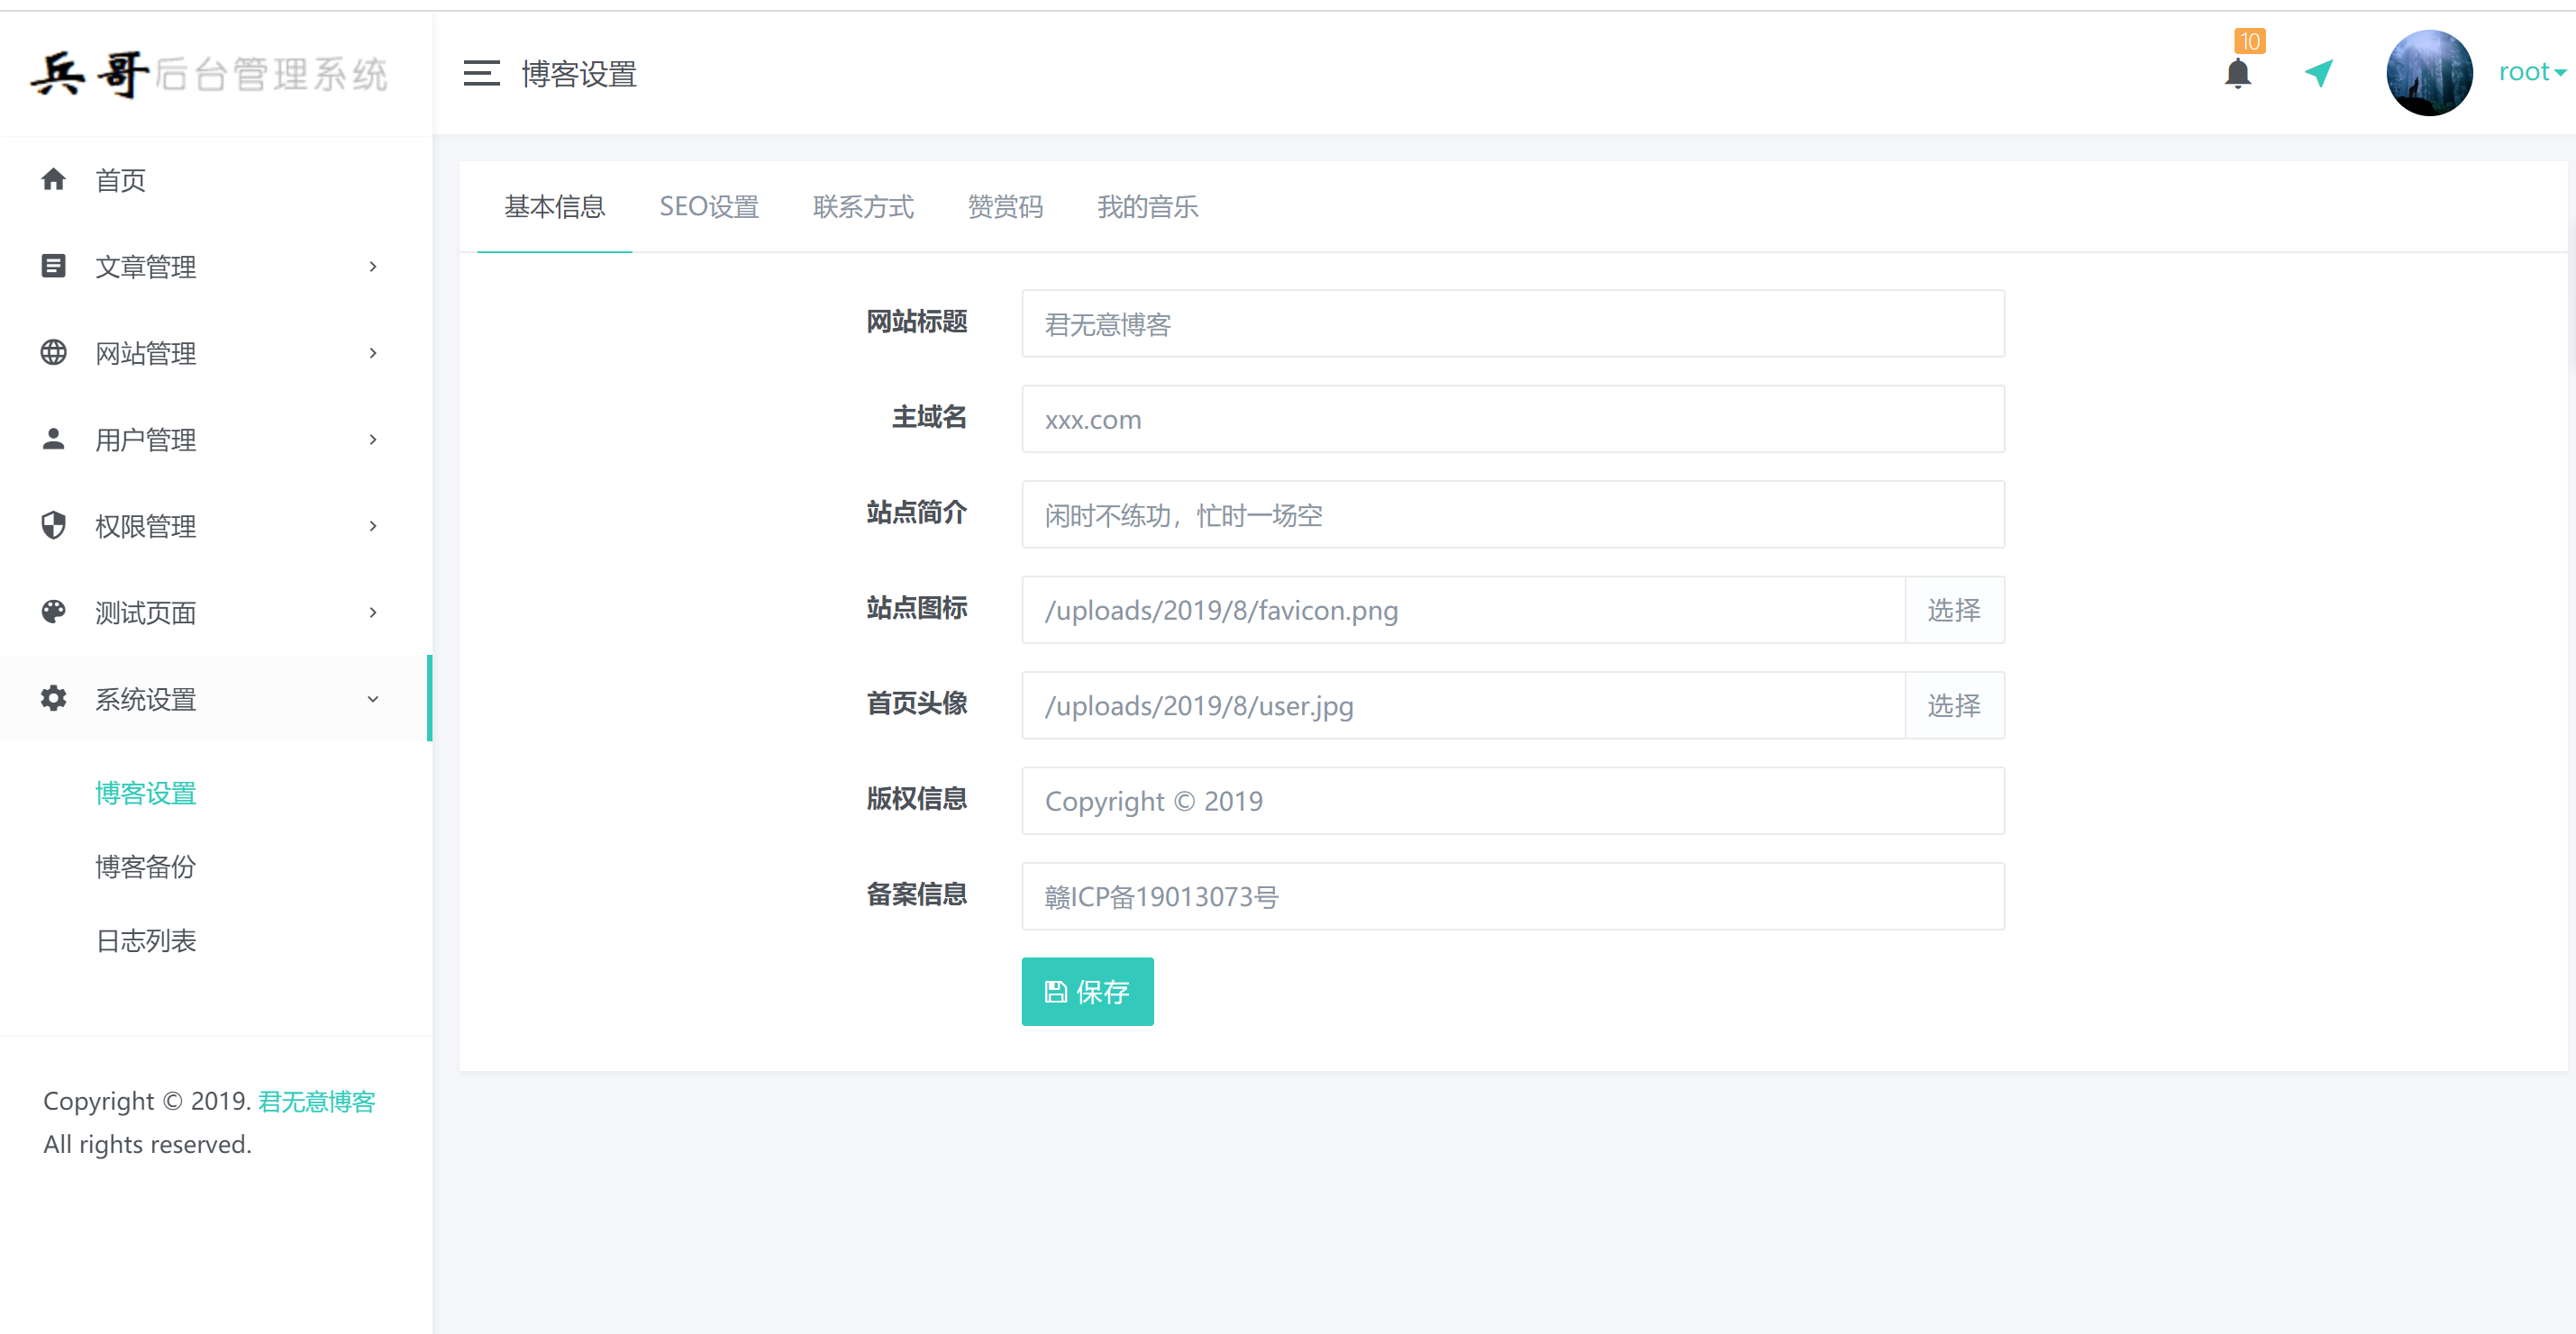 兵哥后台管理系统
博客设置
10
root
首页
文章管理
网站管理
用户管理
权限管理
测试页面
系统设置
博客设置
博客备份
日志列表
Copyright © 2019. 君无意博客
All rights reserved.
基本信息 SEO设置 联系方式 赞赏码 我的音乐
网站标题 君无意博客
主域名 xxx.com
站点简介 闲时不练功，忙时一场空
站点图标 /uploads/2019/8/favicon.png 选择
首页头像 /uploads/2019/8/user.jpg 选择
版权信息 Copyright © 2019
备案信息 赣ICP备19013073号
保存